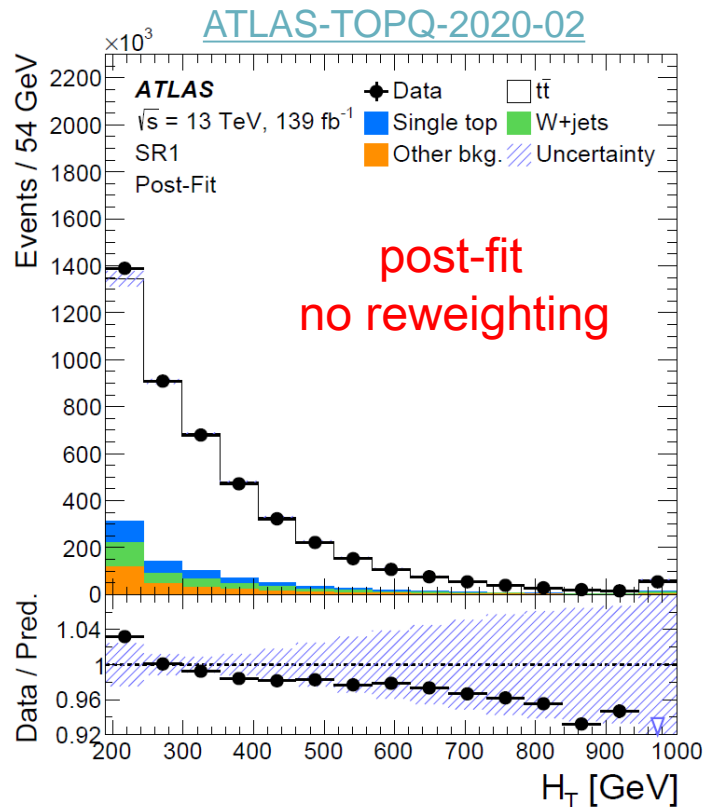 ATLAS-TOPQ-2020-02
×10³
Events / 54 GeV
2200
2000
1800
1600
1400
1200
1000
800
600
400
200
0
ATLAS
√s = 13 TeV, 139 fb⁻¹
SR1
Post-Fit
Data
tt̄
Single top
W+jets
Other bkg.
Uncertainty
post-fit
no reweighting
Data / Pred.
1.04
1
0.96
0.92
200 300 400 500 600 700 800 900 1000
H_T [GeV]